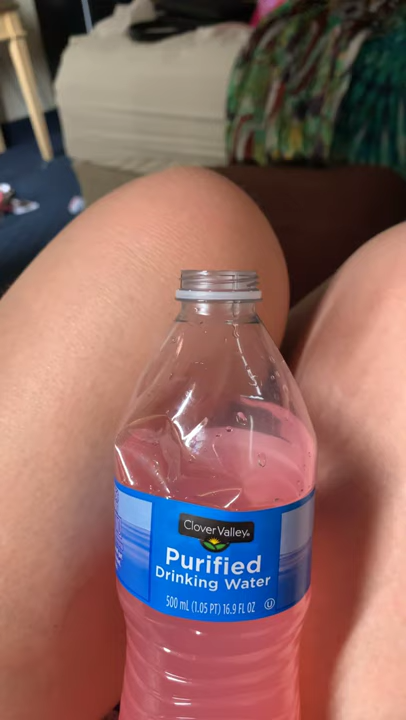 Clover Valley®
Purified
Drinking Water
500 mL (1.05 PT) 16.9 FL OZ Ⓤ